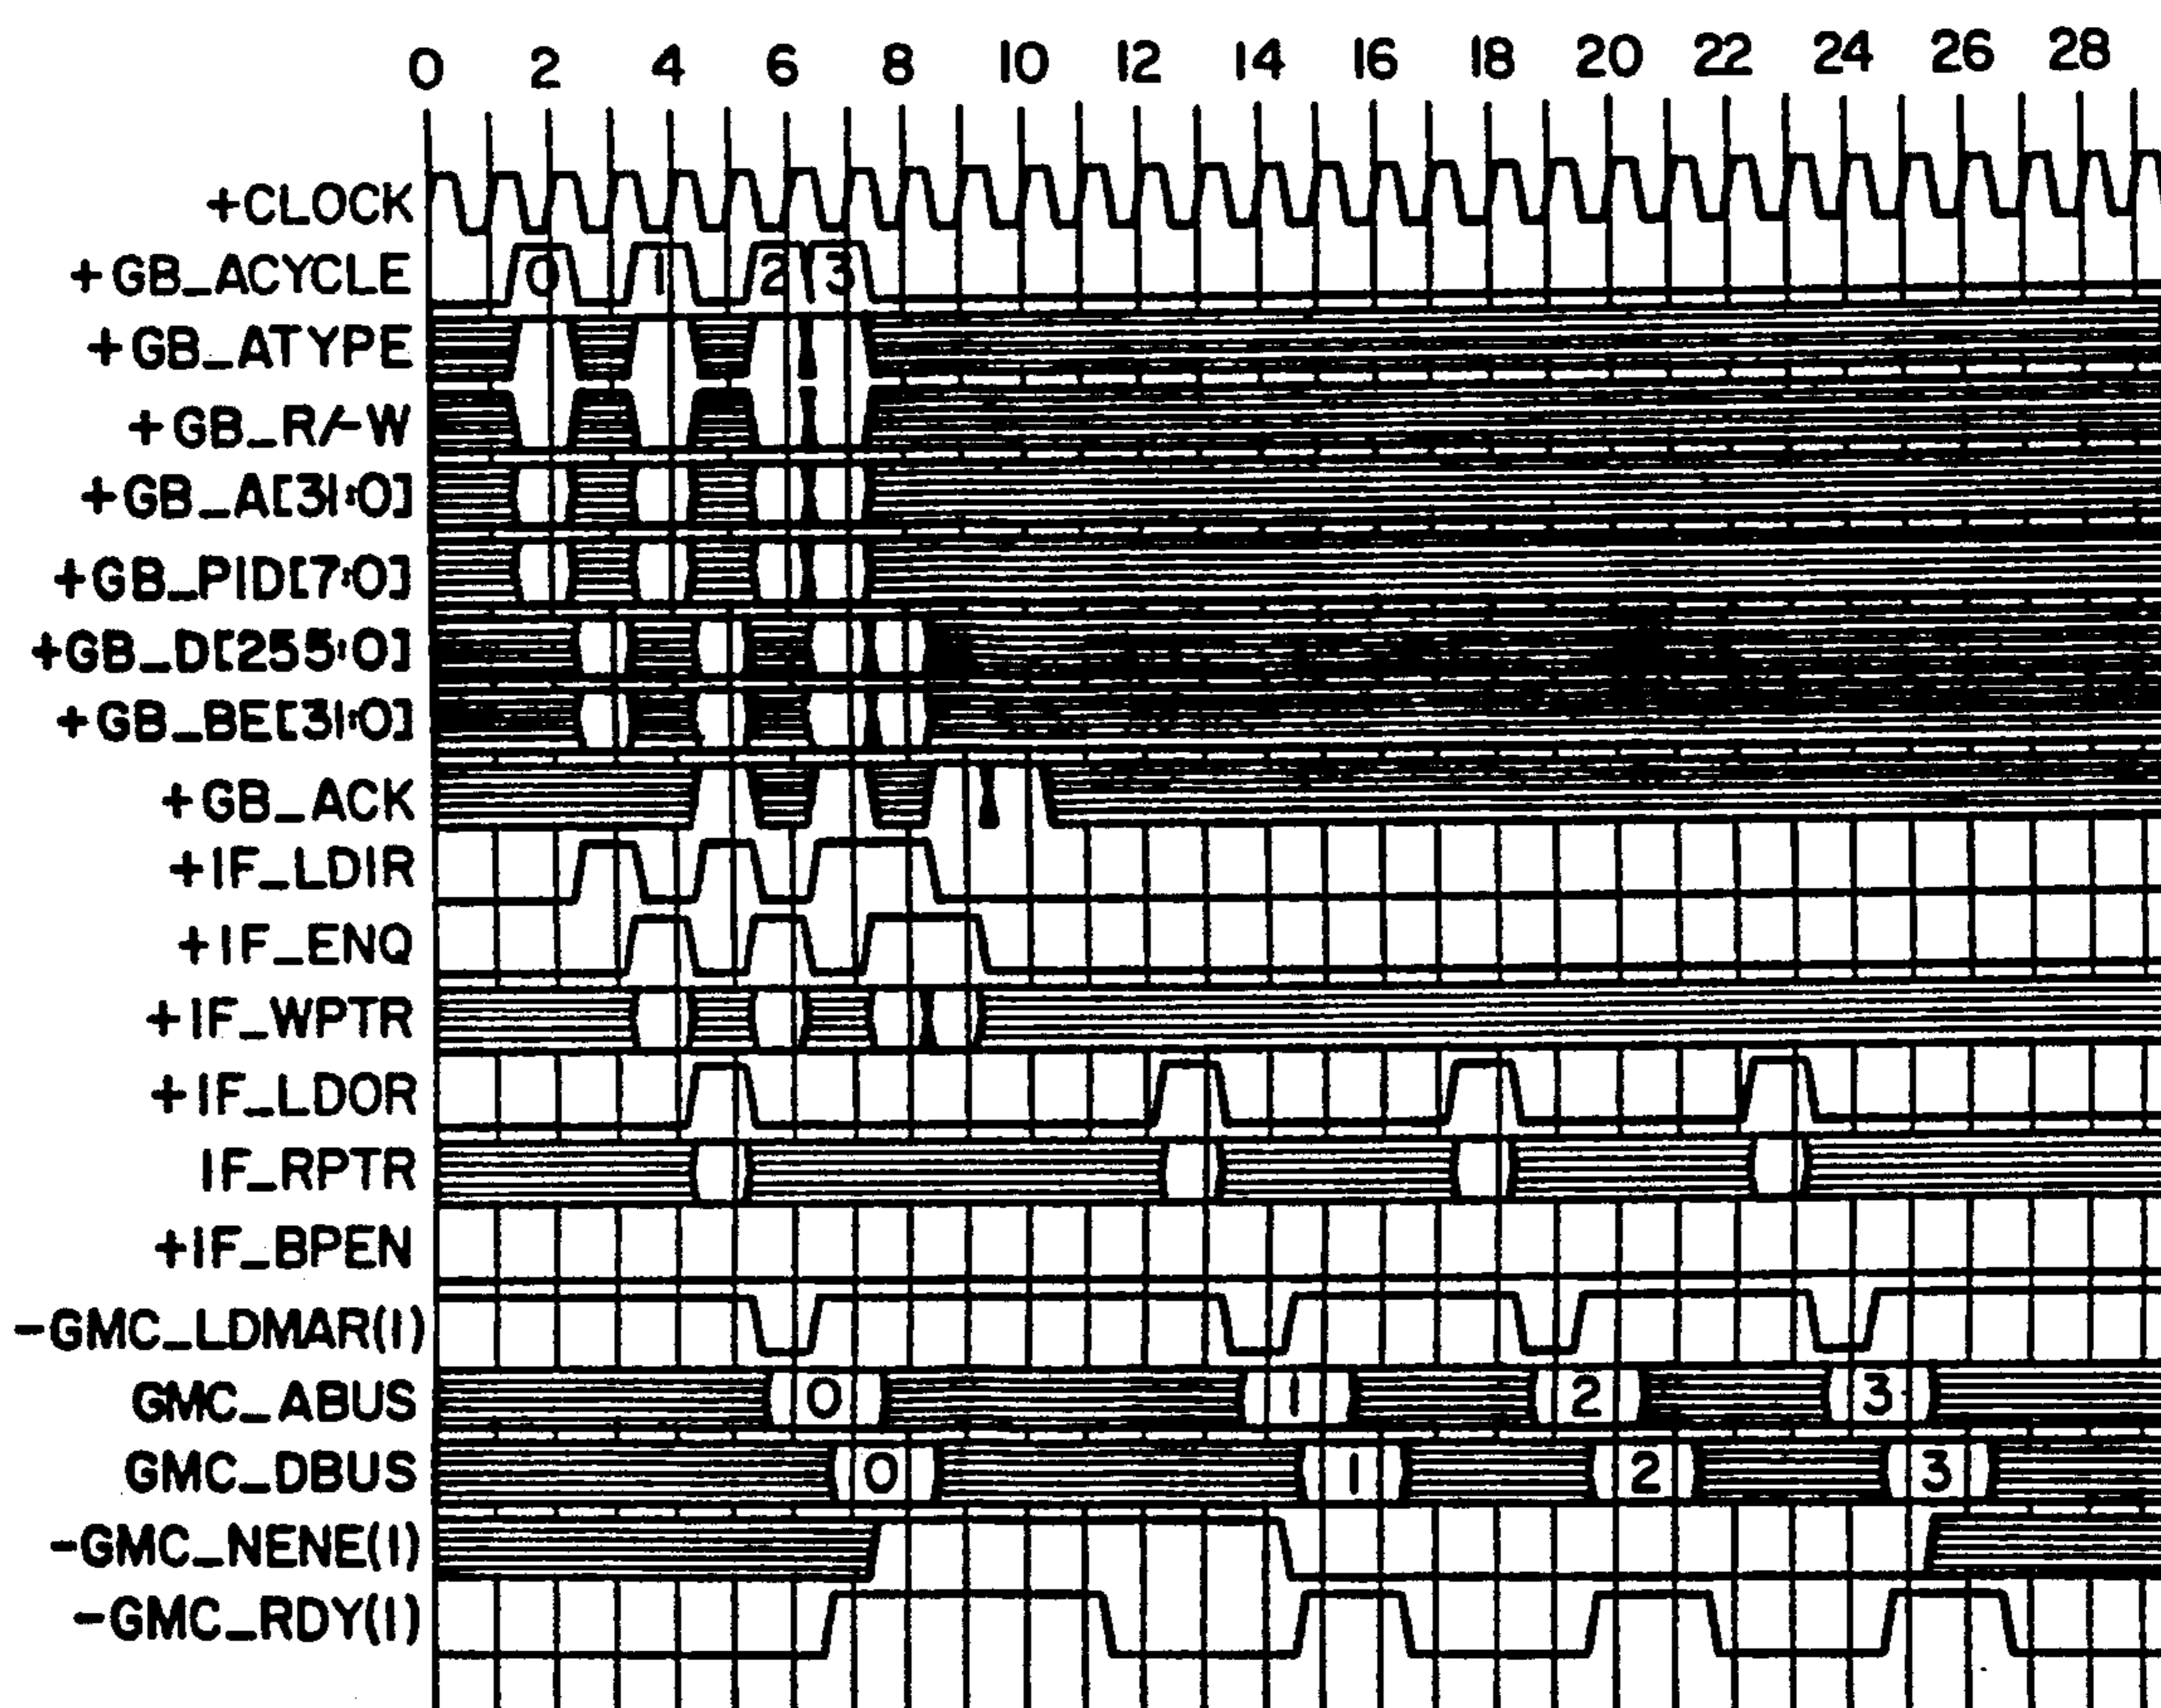 0 2 4 6 8 10 12 14 16 18 20 22 24 26 28
+CLOCK
+GB_ACYCLE 0 1 2 3
+GB_ATYPE
+GB_R/-W
+GB_A[31:0]
+GB_PID[7:0]
+GB_D[255:0]
+GB_BE[31:0]
+GB_ACK
+IF_LDIR
+IF_ENQ
+IF_WPTR
+IF_LDOR
IF_RPTR
+IF_BPEN
-GMC_LDMAR(1)
GMC_ABUS 0 1 2 3
GMC_DBUS 0 1 2 3
-GMC_NENE(1)
-GMC_RDY(1)